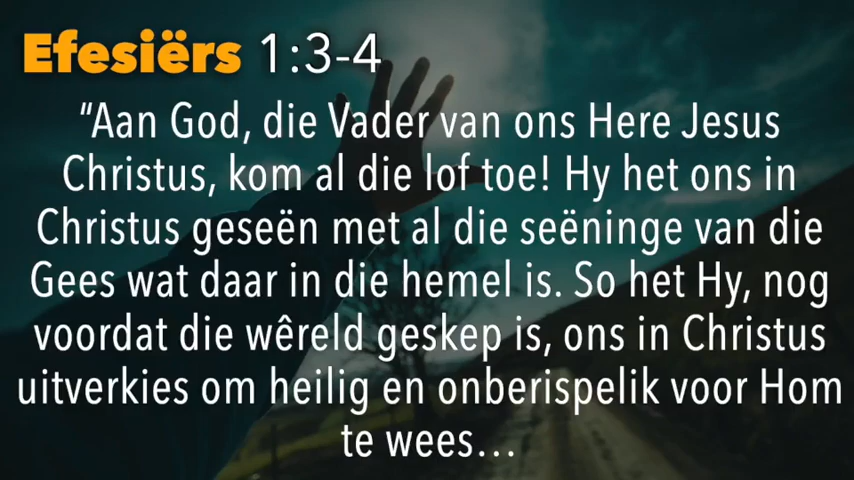 Efesiërs 1:3-4
“Aan God, die Vader van ons Here Jesus
Christus, kom al die lof toe! Hy het ons in
Christus geseën met al die seëninge van die
Gees wat daar in die hemel is. So het Hy, nog
voordat die wêreld geskep is, ons in Christus
uitverkies om heilig en onberispelik voor Hom
te wees…